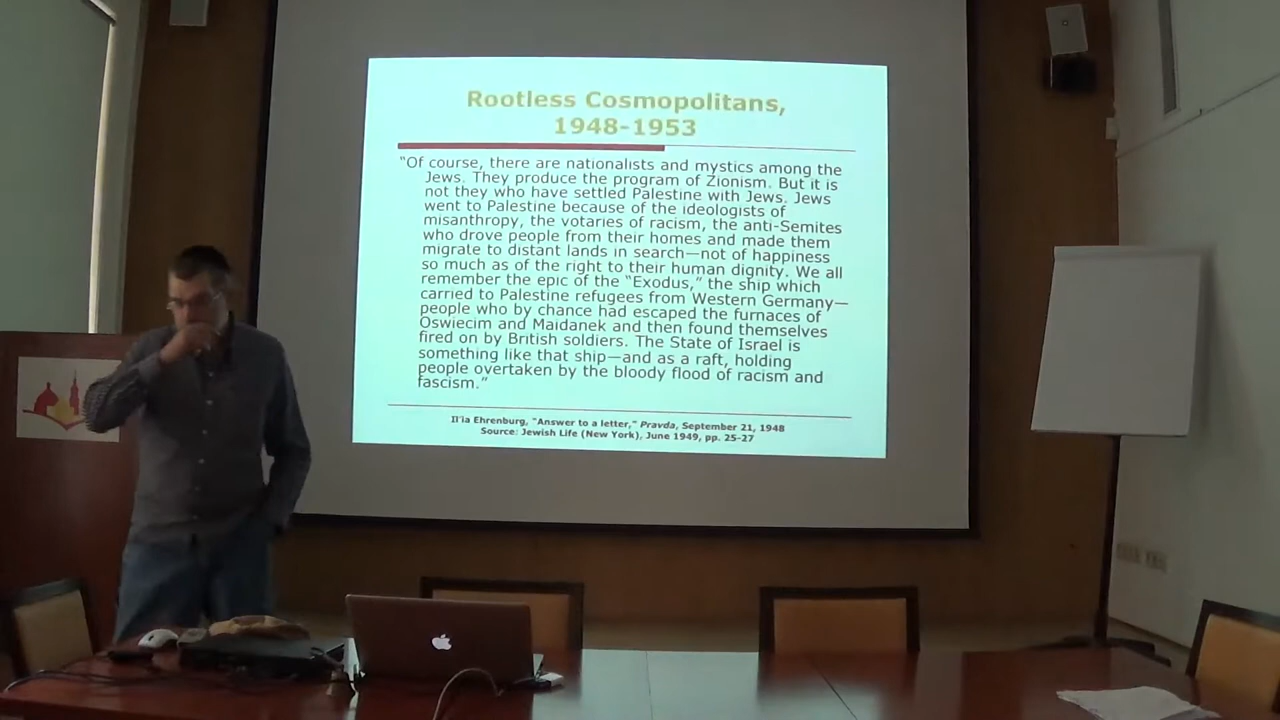 Rootless Cosmopolitans,
1948-1953
"Of course, there are nationalists and mystics among the
Jews. They produce the program of Zionism. But it is
not they who have settled Palestine with Jews. Jews
went to Palestine because of the ideologists of
misanthropy, the votaries of racism, the anti-Semites
who drove people from their homes and made them
migrate to distant lands in search—not of happiness
so much as of the right to their human dignity. We all
remember the epic of the "Exodus," the ship which
carried to Palestine refugees from Western Germany—
people who by chance had escaped the furnaces of
Oswiecim and Maidanek and then found themselves
fired on by British soldiers. The State of Israel is
something like that ship—and as a raft, holding
people overtaken by the bloody flood of racism and
fascism."
Il'ia Ehrenburg, "Answer to a letter," Pravda, September 21, 1948
Source: Jewish Life (New York), June 1949, pp. 25-27